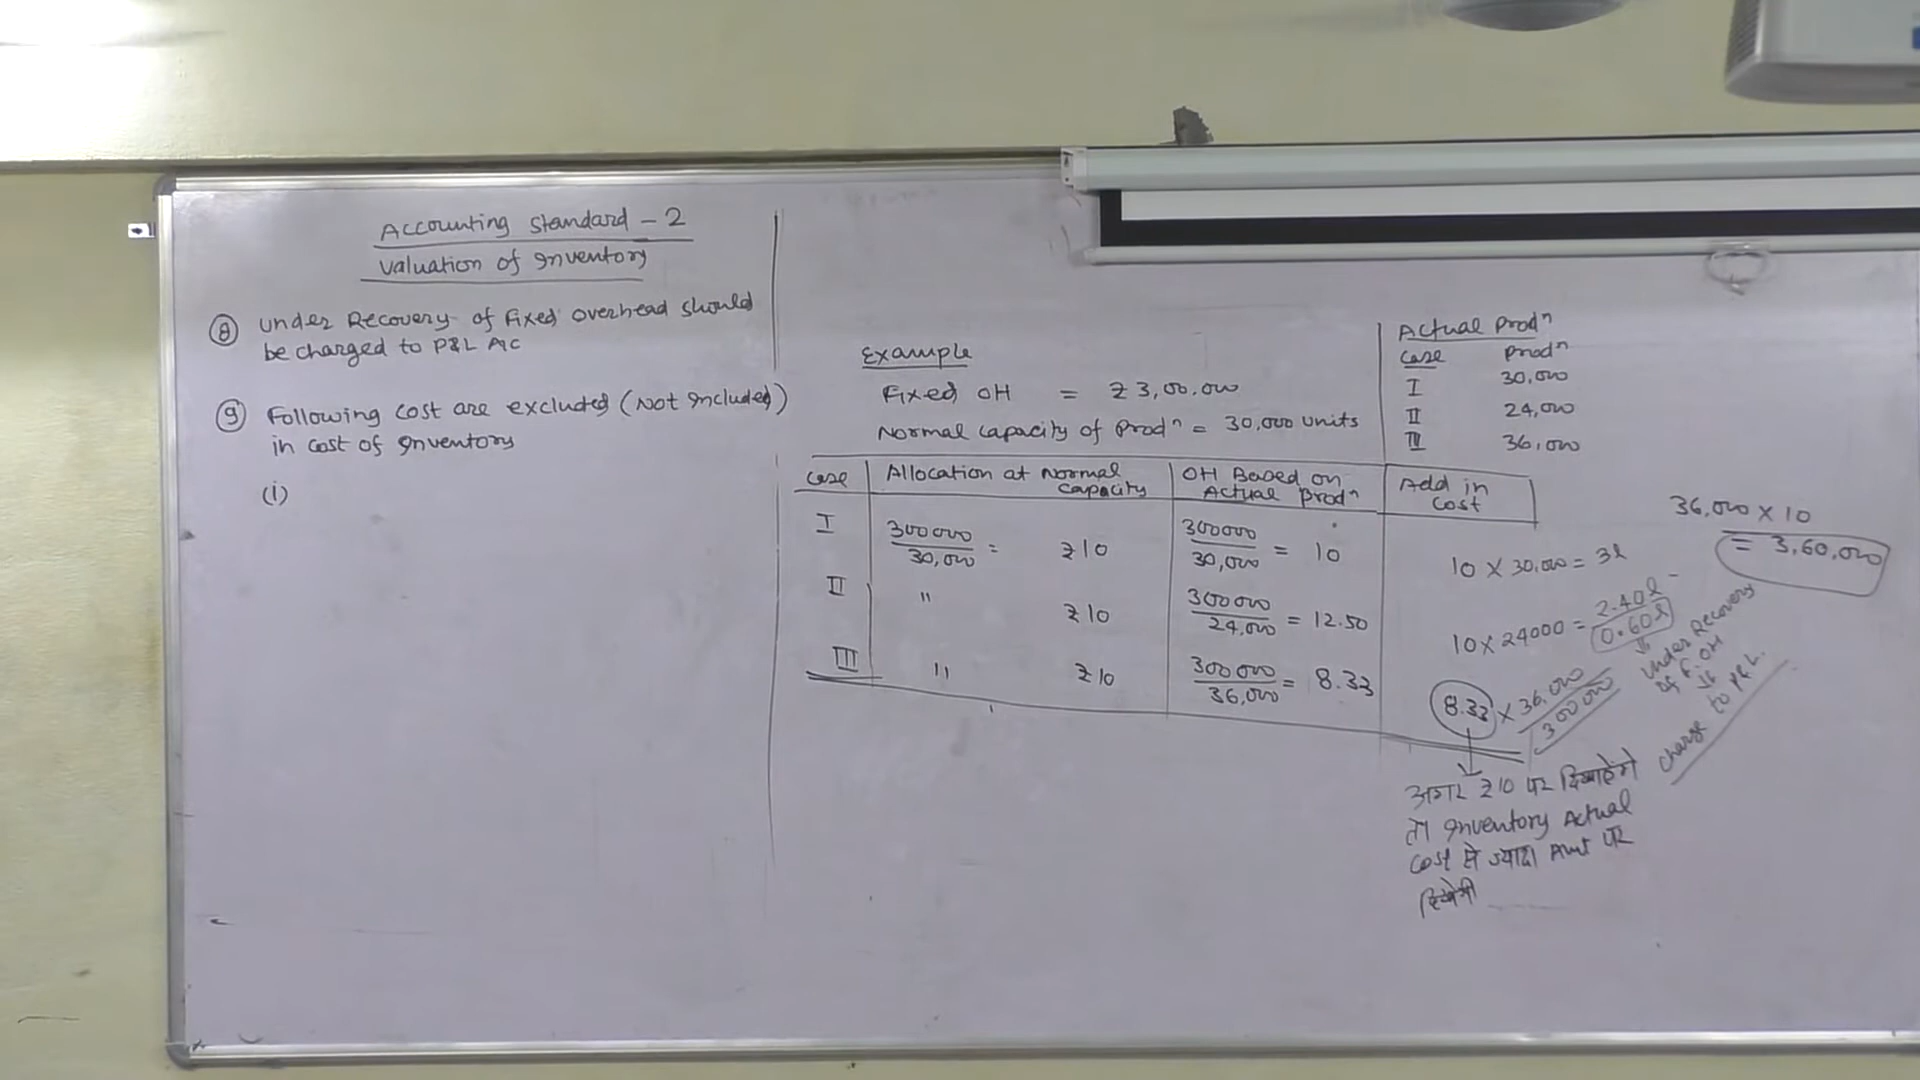 Accounting Standard - 2
Valuation of Inventory
⑧ Under Recovery of Fixed overhead should
be charged to P&L A/c
⑨ Following cost are excluded (Not Included)
in cost of Inventory
(i)
Example
Fixed OH = ₹3,00,000
Normal capacity of Prodⁿ = 30,000 units
Actual Prodⁿ
Case Prodⁿ
I 30,000
II 24,000
III 36,000
Case Allocation at Normal Capacity OH Based on Actual Prodⁿ Add in Cost
I 300000/30,000 = ₹10 300000/30,000 = 10 10 × 30,000 = 3l
II " ₹10 300000/24,000 = 12.50 10 × 24000 = 2.40l
0.60l
III " ₹10 300000/36,000 = 8.33 8.33 × 36,000
300000
Under Recovery
of F.OH
charge to P&L.
36,000 × 10
= 3,60,000
अगर ₹10 पर दिखाएंगे
तो Inventory Actual
Cost से ज्यादा Amt पर
दिखेगी